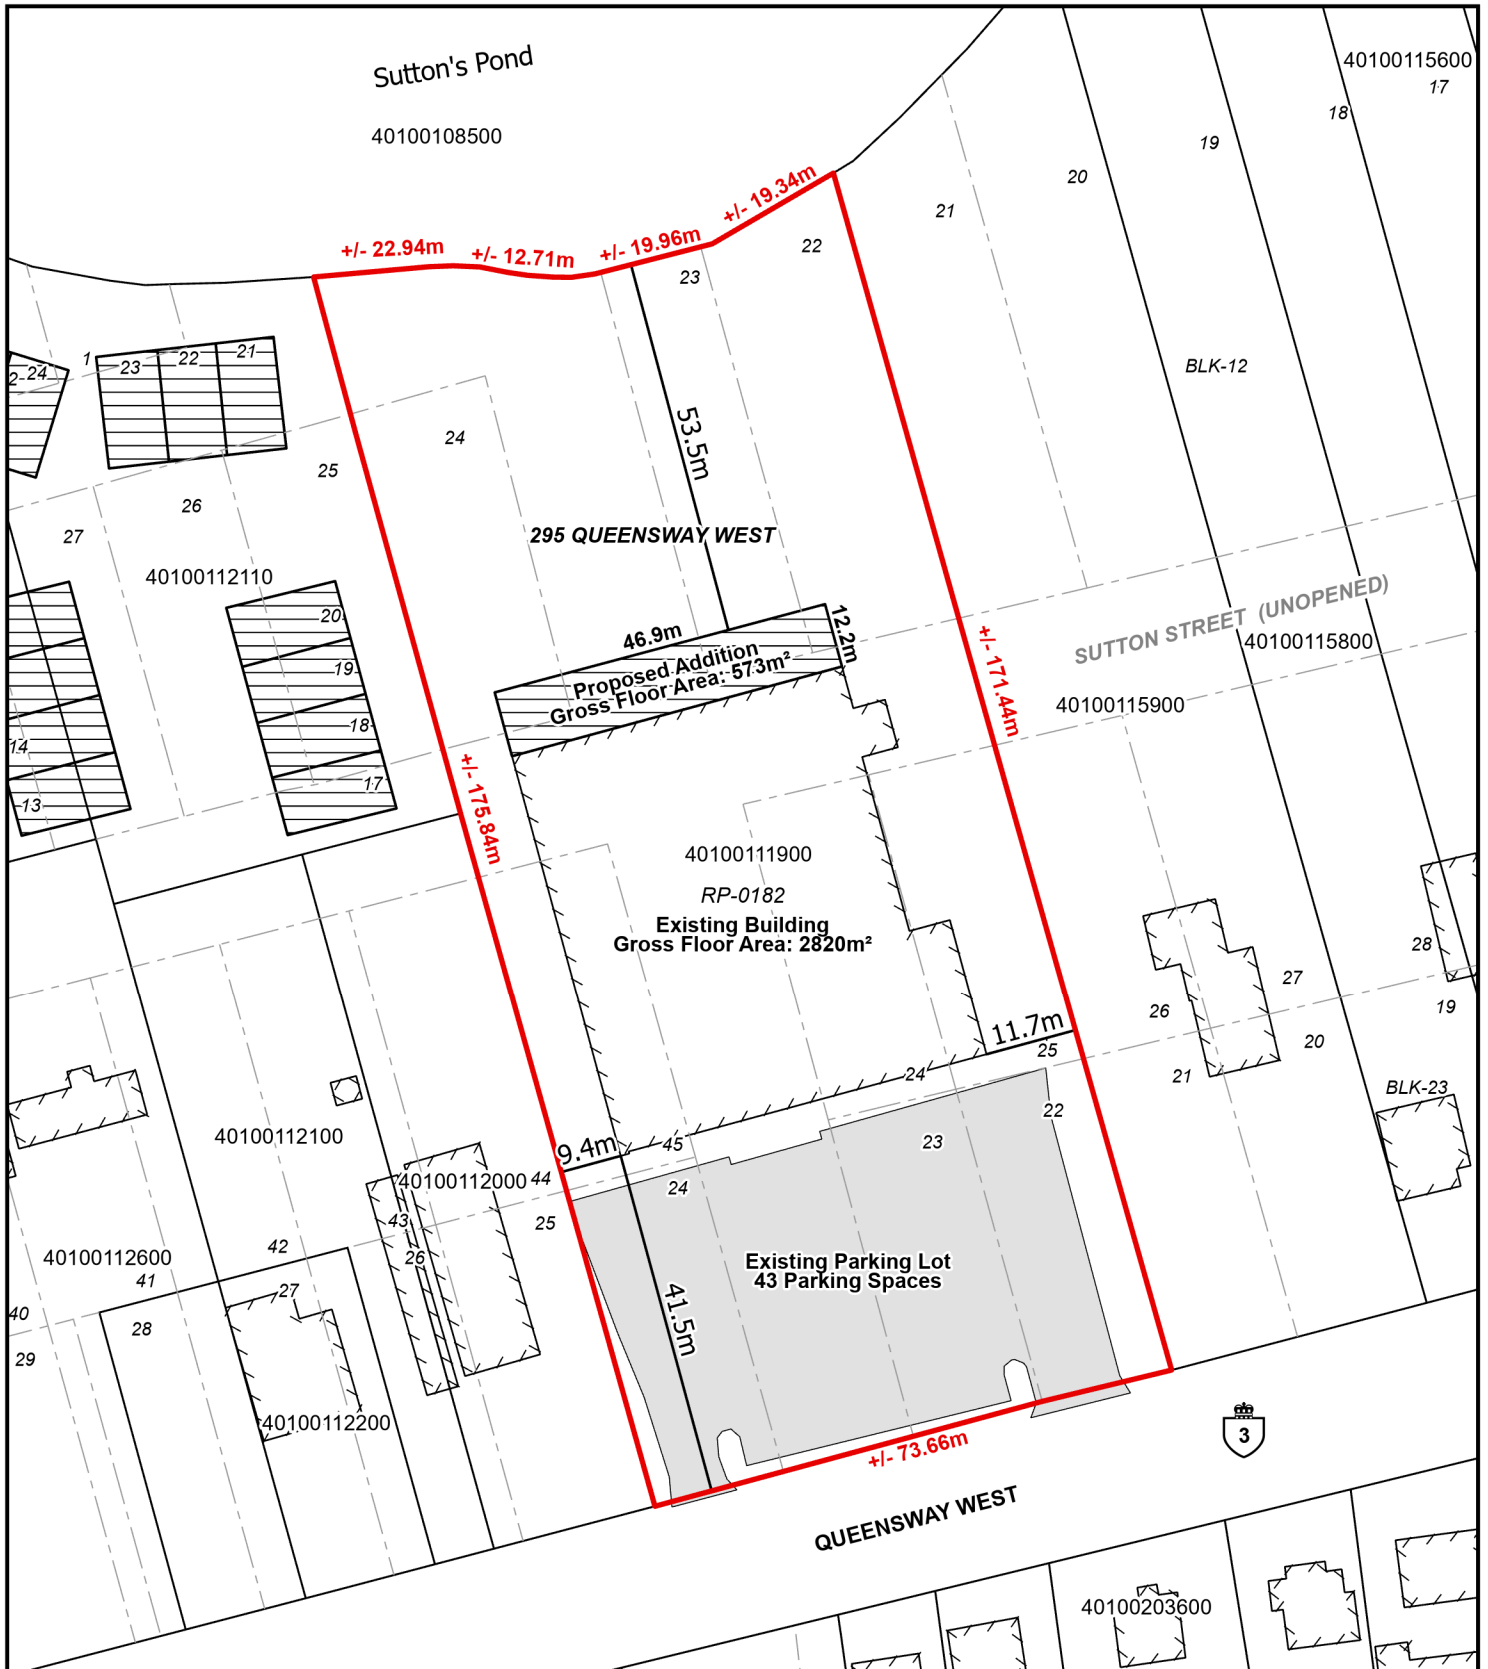 Sutton's Pond
40100108500
40100115600
17
18
19
20
21
22
+/- 19.34m
+/- 22.94m
+/- 12.71m
+/- 19.96m
23
1
23
22
21
2
24
BLK-12
53.5m
24
25
26
27
295 QUEENSWAY WEST
40100112110
SUTTON STREET (UNOPENED)
40100115800
20
46.9m
12.2m
Proposed Addition
Gross Floor Area: 573m²
+/- 171.44m
19
40100115900
18
14
17
13
+/- 175.84m
40100111900
RP-0182
Existing Building
Gross Floor Area: 2820m²
28
27
26
19
11.7m
20
25
24
21
BLK-23
22
40100112100
45
23
9.4m
40100112000
44
24
25
43
42
26
40100112600
41
Existing Parking Lot
43 Parking Spaces
27
40
28
41.5m
29
40100112200
3
+/- 73.66m
QUEENSWAY WEST
40100203600